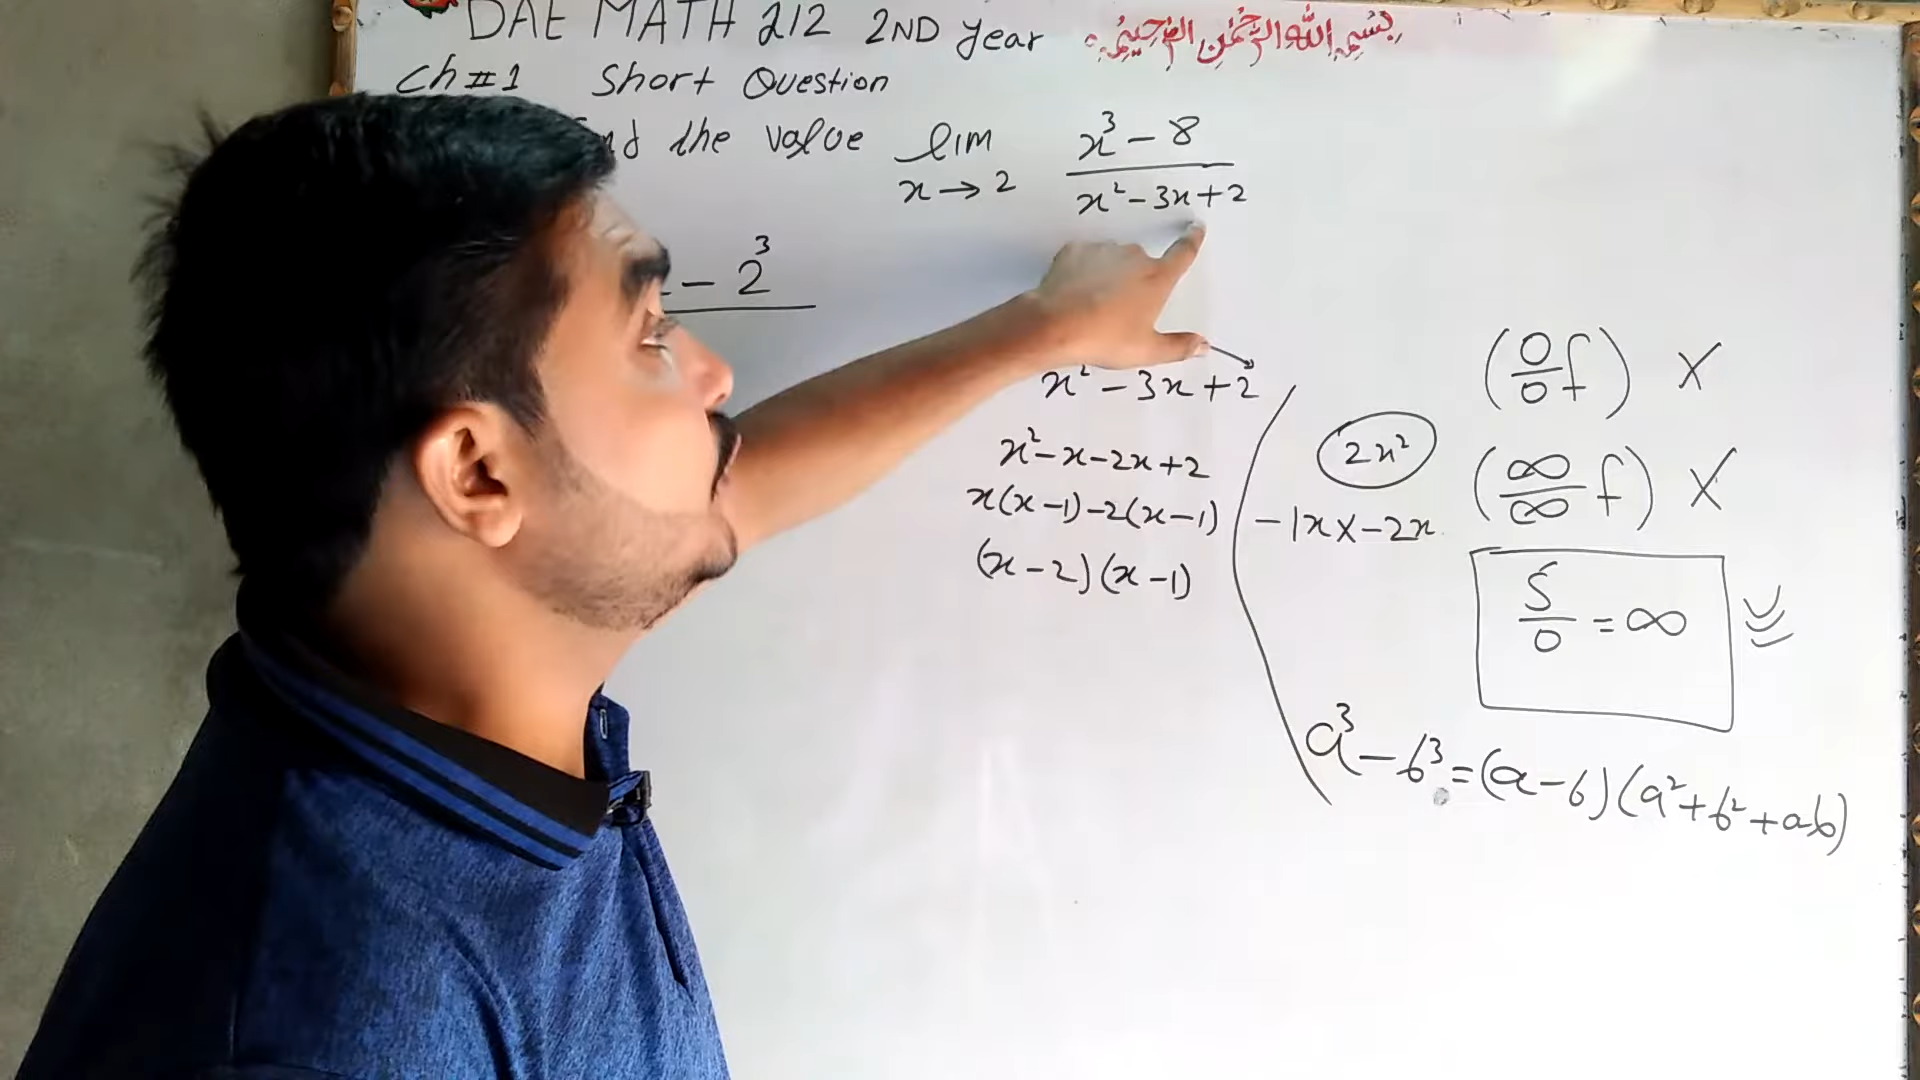 DAE MATH 212 2ND year بسم الله الرحمن الرحيم
Ch # 1 Short Question
the value lim x→2 (x³ - 8)/(x² - 3x + 2)
- 2³
x² - 3x + 2
x² - x - 2x + 2
x(x - 1) - 2(x - 1)
(x - 2)(x - 1)
2x²
- 1x x - 2x
(0/0 f) ×
(∞/∞ f) ×
5/0 = ∞
a³ - b³ = (a - b)(a² + b² + ab)